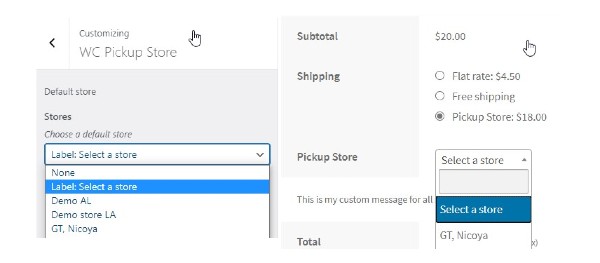 Customizing
WC Pickup Store
Default store
Stores
Choose a default store
Label: Select a store
None
Label: Select a store
Demo AL
Demo store LA
GT, Nicoya
Subtotal
$20.00
Shipping
Flat rate: $4.50
Free shipping
Pickup Store: $18.00
Pickup Store
Select a store
Select a store
GT, Nicoya
This is my custom message for all
Total
x)